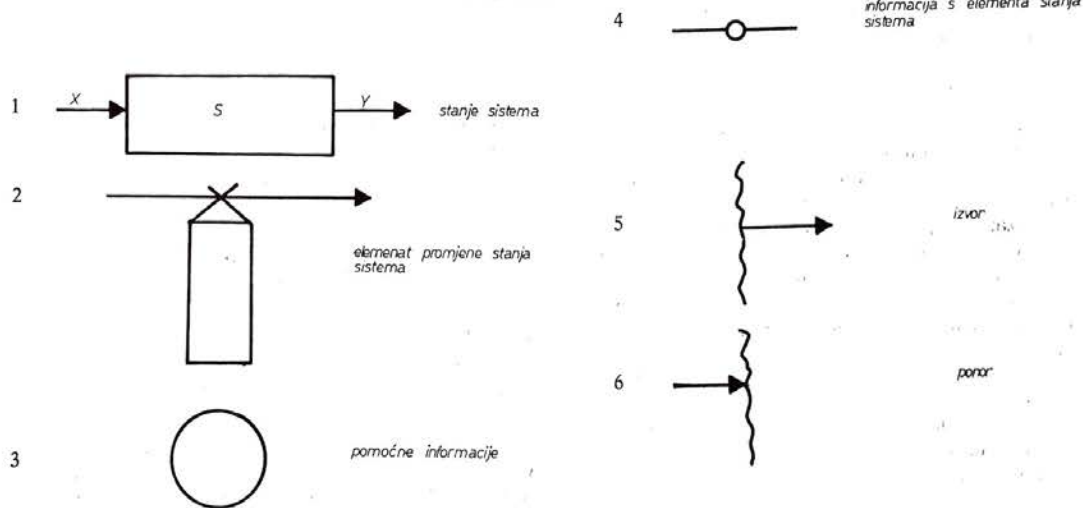 1
X
S
Y
stanje sistema
2
elemenat promjene stanja
sistema
3
pomoćne informacije
4
informacija s elementa stanja
sistema
5
izvor
6
ponor